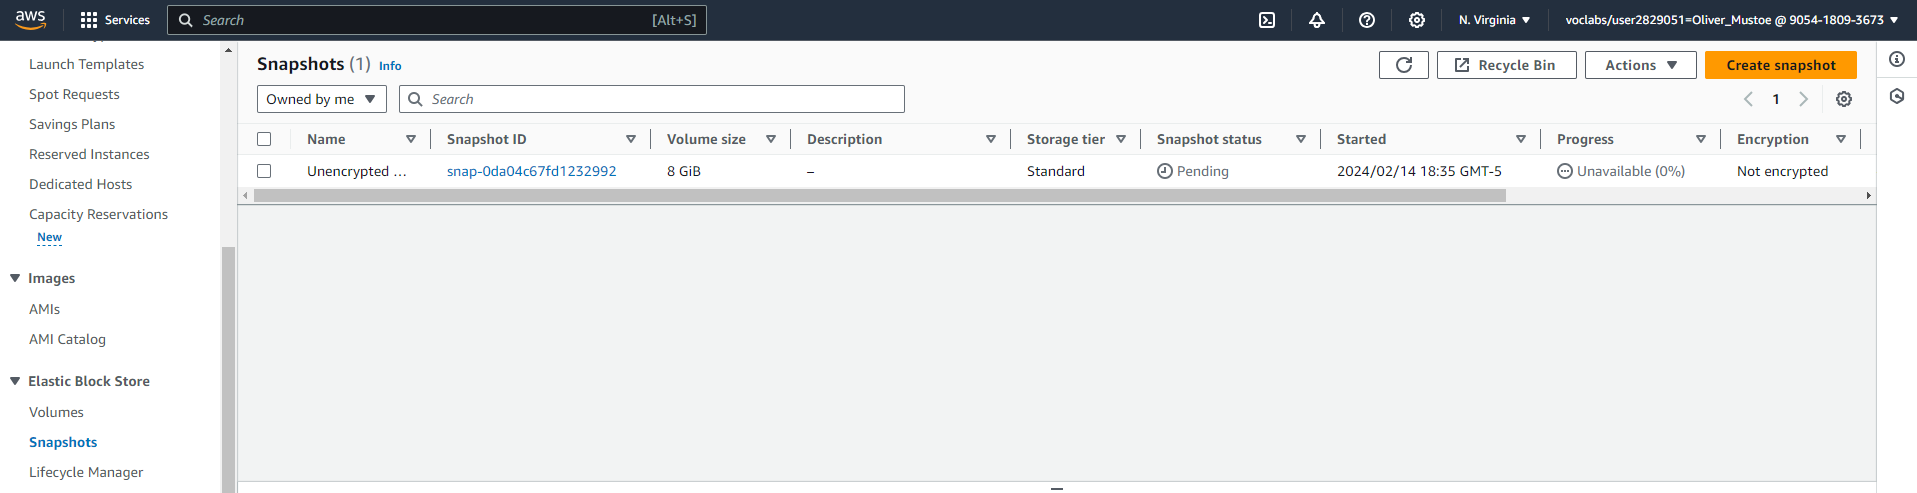 aws Services Search [Alt+S] N. Virginia voclabs/user2829051=Oliver_Mustoe @ 9054-1809-3673
Launch Templates
Spot Requests
Savings Plans
Reserved Instances
Dedicated Hosts
Capacity Reservations
New
Images
AMIs
AMI Catalog
Elastic Block Store
Volumes
Snapshots
Lifecycle Manager
Snapshots (1) Info Recycle Bin Actions Create snapshot
Owned by me Search 1
Name Snapshot ID Volume size Description Storage tier Snapshot status Started Progress Encryption
Unencrypted ... snap-0da04c67fd1232992 8 GiB – Standard Pending 2024/02/14 18:35 GMT-5 Unavailable (0%) Not encrypted